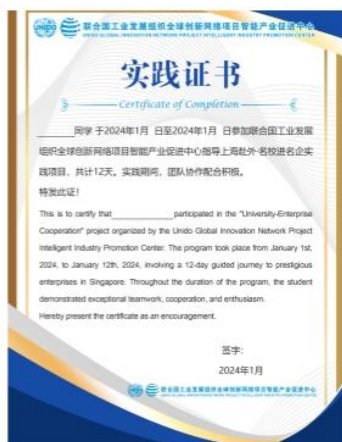 UNIDO 联合国工业发展组织全球创新网络项目智能产业促进中心
UNIDO GLOBAL INNOVATION NETWORK PROJECT INTELLIGENT INDUSTRY PROMOTION CENTER
实践证书
Certificate of Completion
同学 于2024年1月 日至2024年1月 日参加联合国工业发展
组织全球创新网络项目智能产业促进中心指导上海赴外·名校进名企实
践项目，共计12天。实践期间，团队协作配合积极。
特发此证！
This is to certify that participated in the "University-Enterprise
Cooperation" project organized by the Unido Global Innovation Network Project
Intelligent Industry Promotion Center. The program took place from January 1st,
2024, to January 12th, 2024, involving a 12-day guided journey to prestigious
enterprises in Singapore. Throughout the duration of the program, the student
demonstrated exceptional teamwork, cooperation, and enthusiasm.
Hereby present the certificate as an encouragement.
签字：
2024年1月
联合国工业发展组织全球创新网络项目智能产业促进中心